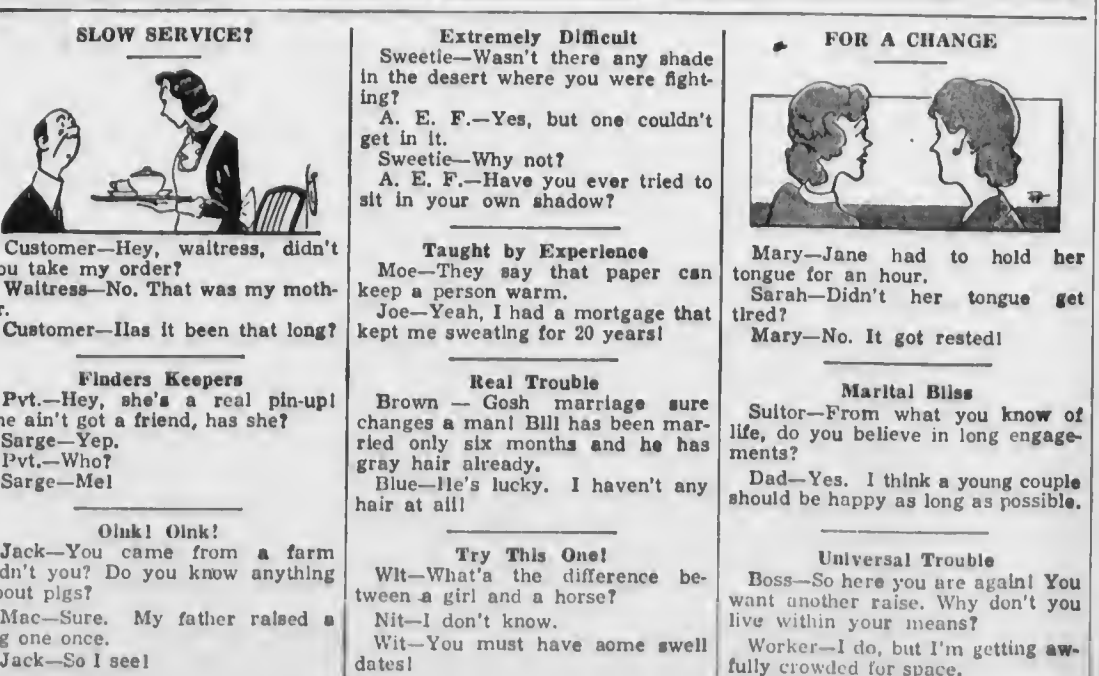 SLOW SERVICE?
Customer—Hey, waitress, didn't
ou take my order?
Waitress—No. That was my moth-
r.
Customer—Has it been that long?
Finders Keepers
Pvt.—Hey, she's a real pin-up!
he ain't got a friend, has she?
Sarge—Yep.
Pvt.—Who?
Sarge—Me!
Oink! Oink!
Jack—You came from a farm
dn't you? Do you know anything
bout pigs?
Mac—Sure. My father raised a
g one once.
Jack—So I see!
Extremely Difficult
Sweetie—Wasn't there any shade
in the desert where you were fight-
ing?
A. E. F.—Yes, but one couldn't
get in it.
Sweetie—Why not?
A. E. F.—Have you ever tried to
sit in your own shadow?
Taught by Experience
Moe—They say that paper can
keep a person warm.
Joe—Yeah, I had a mortgage that
kept me sweating for 20 years!
Real Trouble
Brown — Gosh marriage sure
changes a man! Bill has been mar-
ried only six months and he has
gray hair already.
Blue—He's lucky. I haven't any
hair at all!
Try This One!
Wit—What'a the difference be-
tween a girl and a horse?
Nit—I don't know.
Wit—You must have aome swell
dates!
FOR A CHANGE
Mary—Jane had to hold her
tongue for an hour.
Sarah—Didn't her tongue get
tired?
Mary—No. It got rested!
Marital Bliss
Suitor—From what you know of
life, do you believe in long engage-
ments?
Dad—Yes. I think a young couple
should be happy as long as possible.
Universal Trouble
Boss—So here you are again! You
want another raise. Why don't you
live within your means?
Worker—I do, but I'm getting aw-
fully crowded for space.